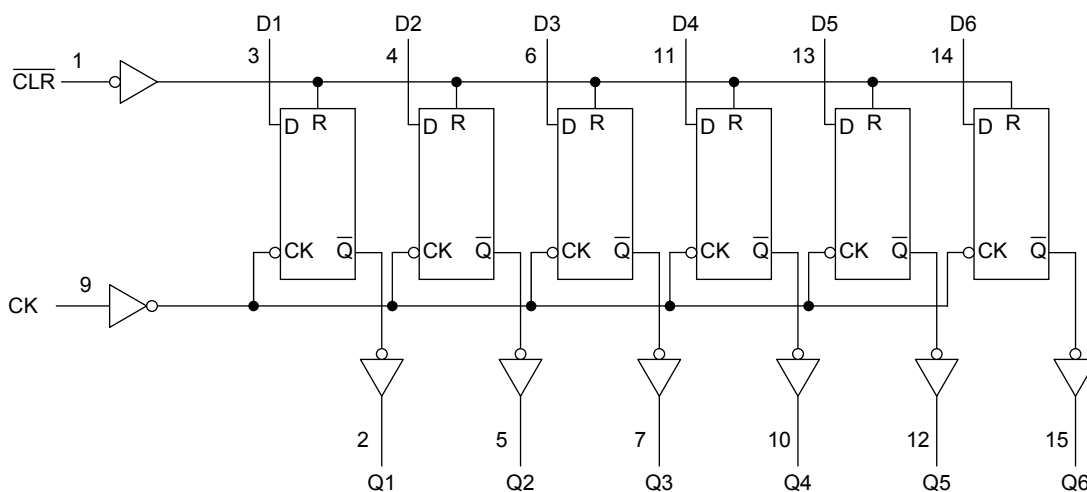 D1 D2 D3 D4 D5 D6
1 3 4 6 11 13 14
C̅L̅R̅
D R D R D R D R D R D R
CK Q̅ CK Q̅ CK Q̅ CK Q̅ CK Q̅ CK Q̅
9
CK
2 5 7 10 12 15
Q1 Q2 Q3 Q4 Q5 Q6